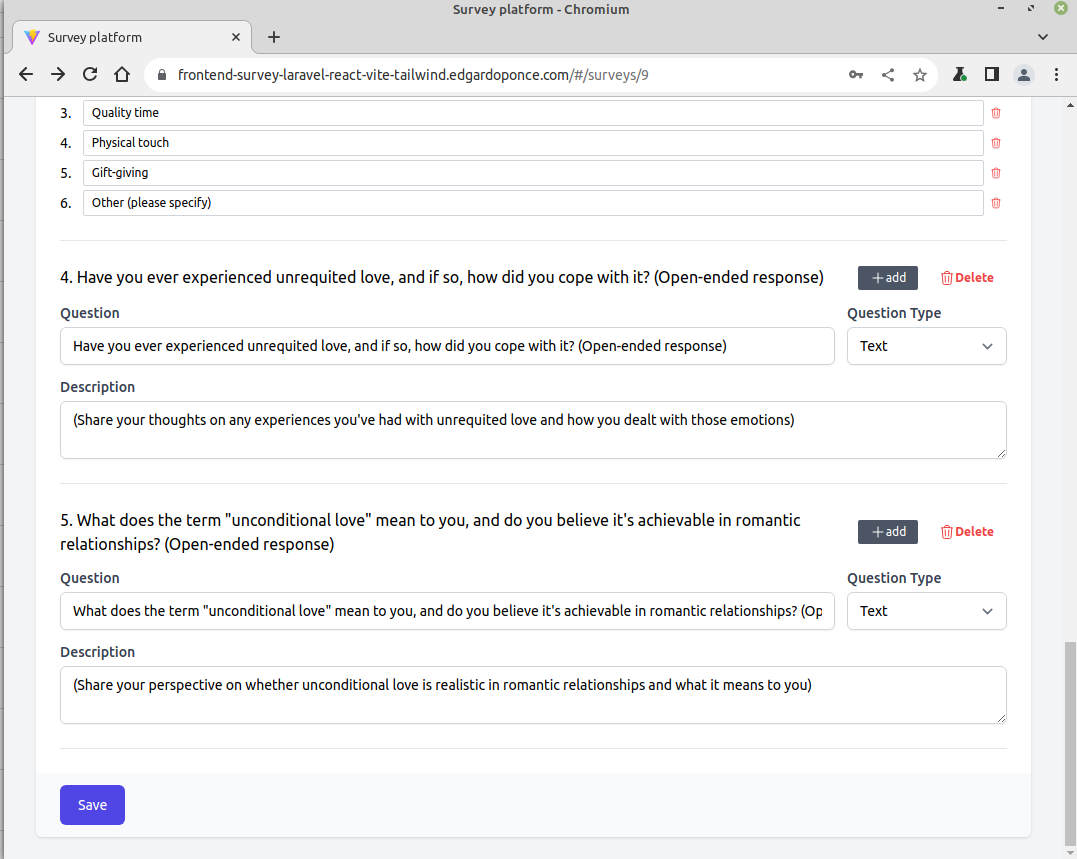 Survey platform - Chromium
Survey platform
frontend-survey-laravel-react-vite-tailwind.edgardoponce.com/#/surveys/9
3. Quality time
4. Physical touch
5. Gift-giving
6. Other (please specify)
4. Have you ever experienced unrequited love, and if so, how did you cope with it? (Open-ended response)
add
Delete
Question
Question Type
Have you ever experienced unrequited love, and if so, how did you cope with it? (Open-ended response)
Text
Description
(Share your thoughts on any experiences you've had with unrequited love and how you dealt with those emotions)
5. What does the term "unconditional love" mean to you, and do you believe it's achievable in romantic
relationships? (Open-ended response)
add
Delete
Question
Question Type
What does the term "unconditional love" mean to you, and do you believe it's achievable in romantic relationships? (Op
Text
Description
(Share your perspective on whether unconditional love is realistic in romantic relationships and what it means to you)
Save